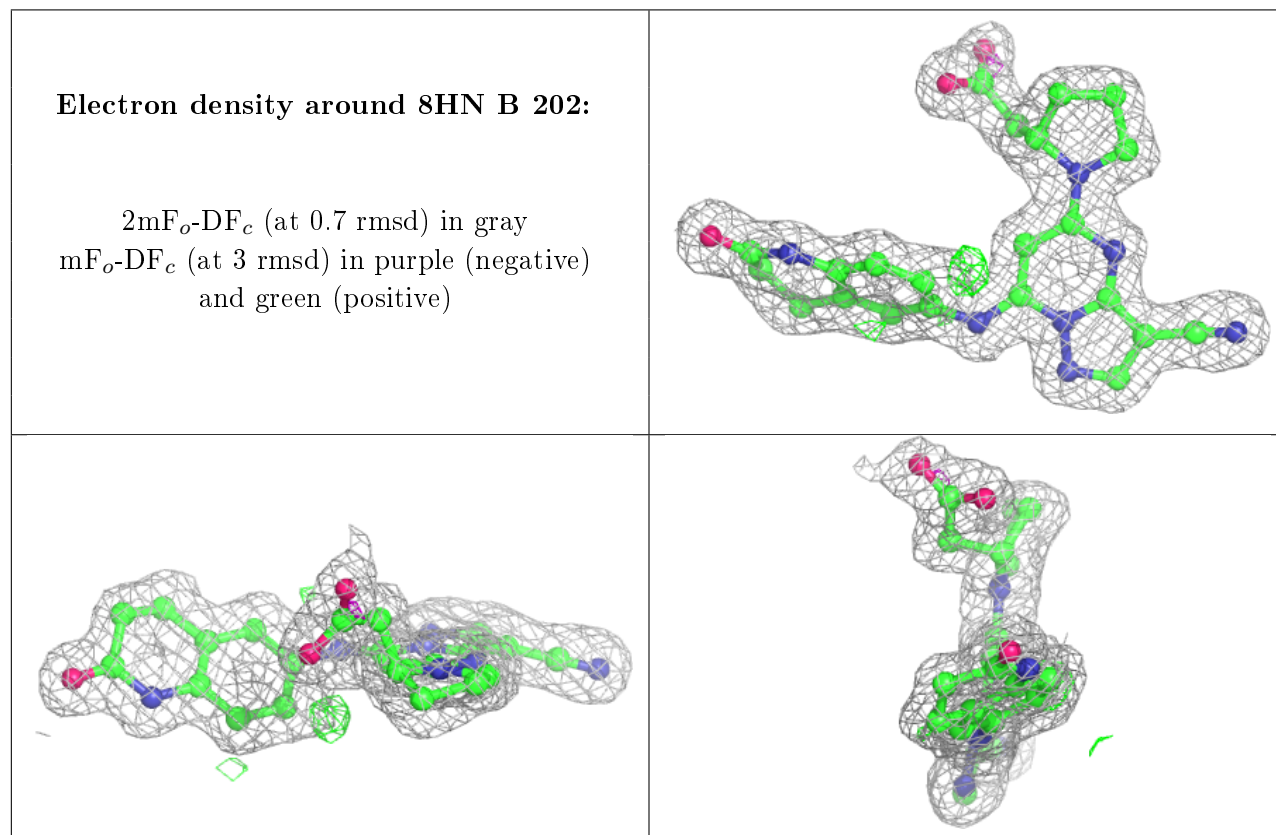 Electron density around 8HN B 202:
2mFo-DFc (at 0.7 rmsd) in gray
mFo-DFc (at 3 rmsd) in purple (negative)
and green (positive)